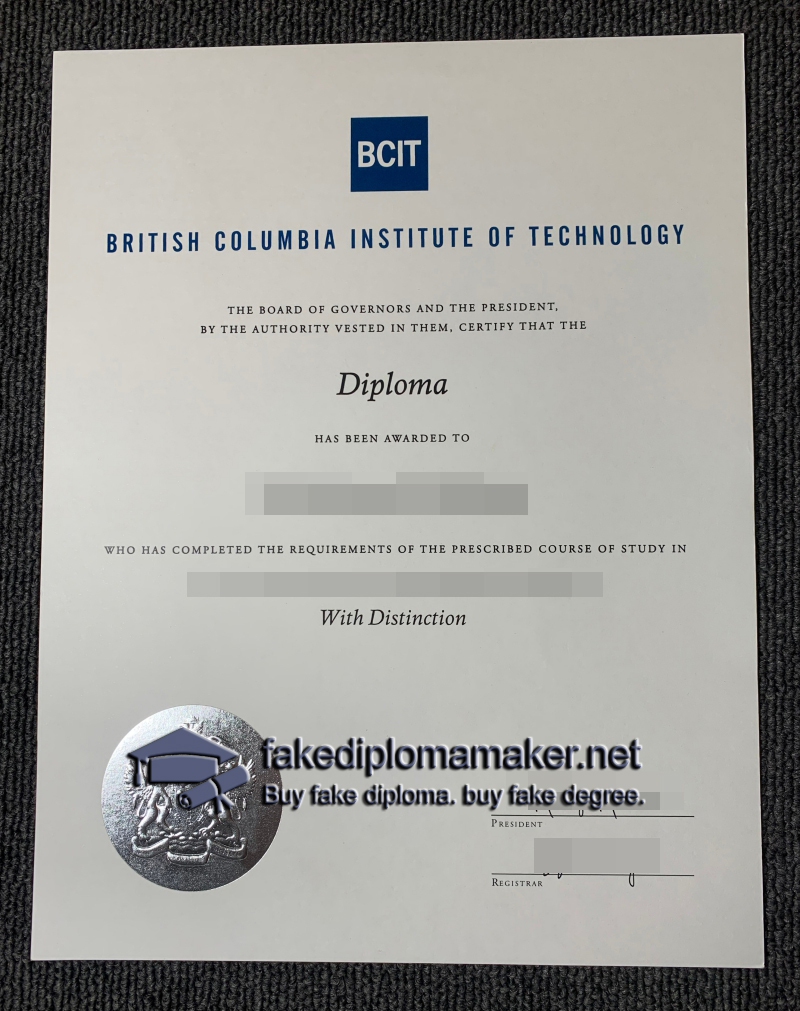 BCIT
BRITISH COLUMBIA INSTITUTE OF TECHNOLOGY
THE BOARD OF GOVERNORS AND THE PRESIDENT,
BY THE AUTHORITY VESTED IN THEM, CERTIFY THAT THE
Diploma
HAS BEEN AWARDED TO
WHO HAS COMPLETED THE REQUIREMENTS OF THE PRESCRIBED COURSE OF STUDY IN
With Distinction
fakediplomamaker.net
Buy fake diploma. buy fake degree.
PRESIDENT
REGISTRAR